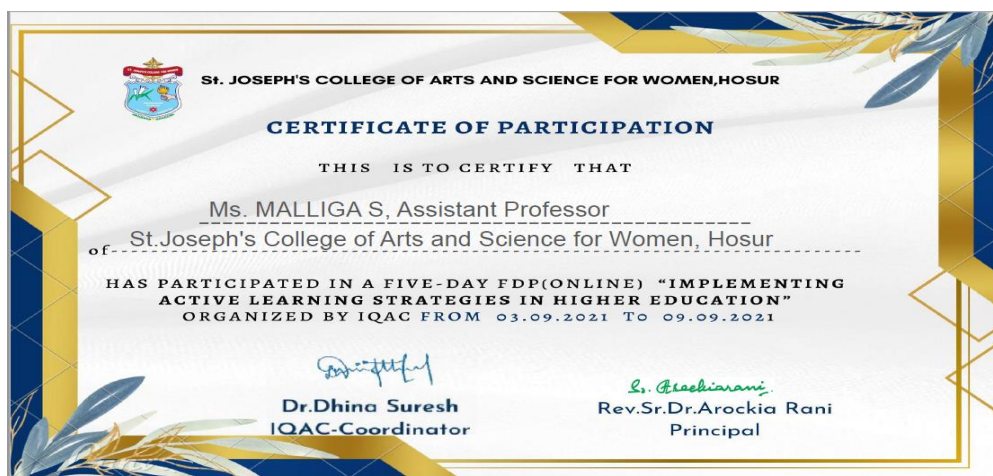 St. JOSEPH'S COLLEGE OF ARTS AND SCIENCE FOR WOMEN,HOSUR
CERTIFICATE OF PARTICIPATION
THIS IS TO CERTIFY THAT
Ms. MALLIGA S, Assistant Professor
of St.Joseph's College of Arts and Science for Women, Hosur
HAS PARTICIPATED IN A FIVE-DAY FDP(ONLINE) "IMPLEMENTING
ACTIVE LEARNING STRATEGIES IN HIGHER EDUCATION"
ORGANIZED BY IQAC FROM 03.09.2021 TO 09.09.2021
Dr.Dhina Suresh
IQAC-Coordinator
Rev.Sr.Dr.Arockia Rani
Principal